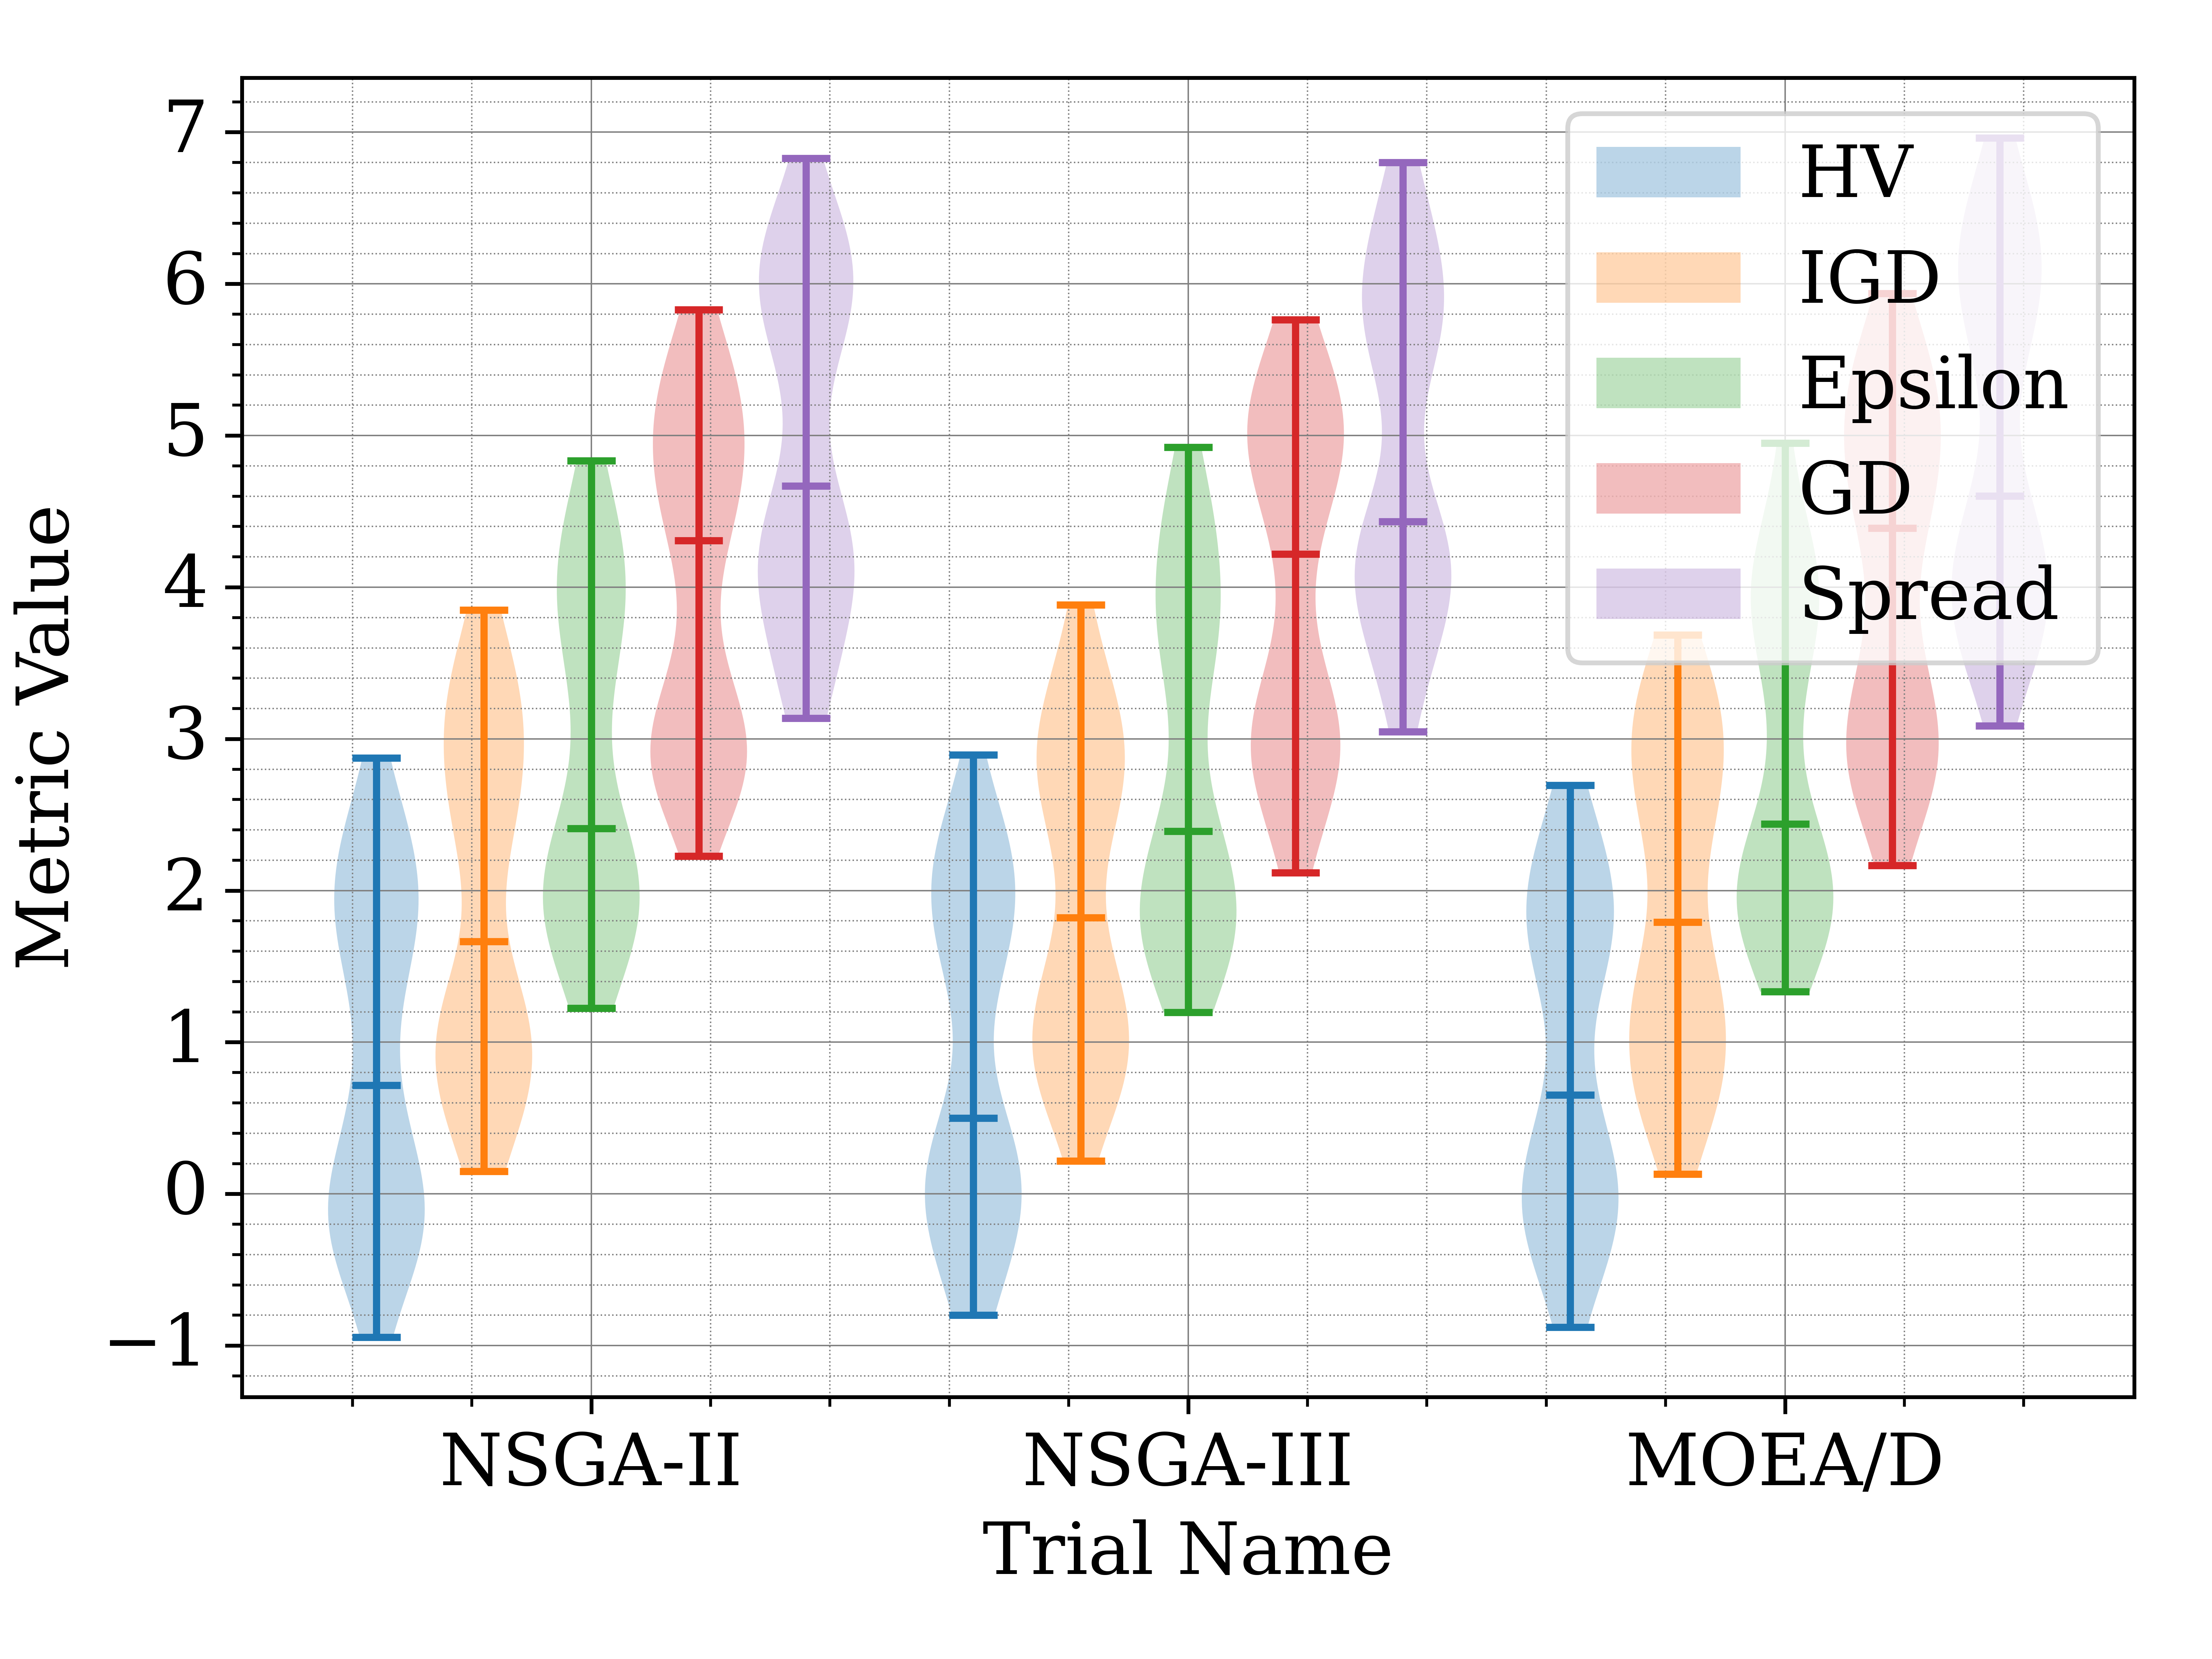 7
6
5
4
3
2
1
0
−1
Metric Value
HV
IGD
Epsilon
GD
Spread
NSGA-II
NSGA-III
MOEA/D
Trial Name